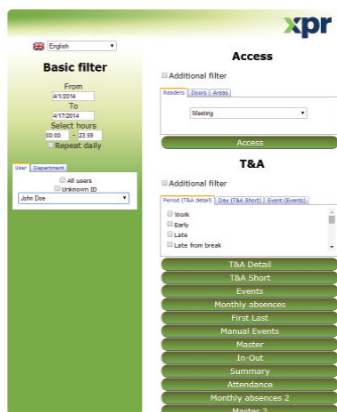 xpr
English
Basic filter
From
4/1/2014
To
4/17/2014
Select hours
00:00 - 23:59
Repeat daily
User Department
All users
Unknown ID
John Doe
Access
Additional filter
Readers Doors Areas
Meeting
Access
T&A
Additional filter
Period (T&A detail) Day (T&A Short) Event (Events)
Work
Early
Late
Late from break
T&A Detail
T&A Short
Events
Monthly absences
First Last
Manual Events
Master
In-Out
Summary
Attendance
Monthly absences 2
Master 2